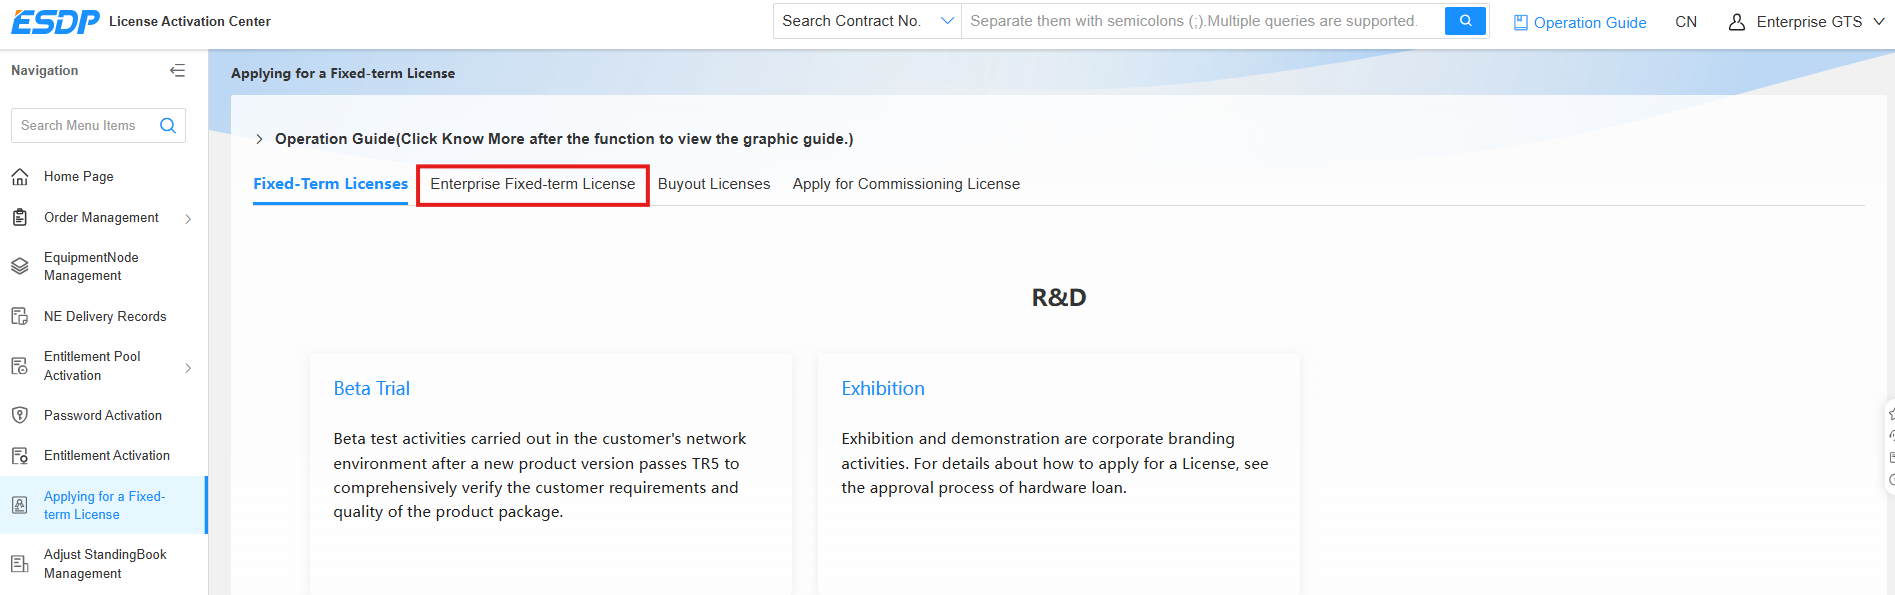 ESDP License Activation Center
Search Contract No.
Separate them with semicolons (;).Multiple queries are supported.
Operation Guide
CN
Enterprise GTS
Navigation
Search Menu Items
Home Page
Order Management
EquipmentNode
Management
NE Delivery Records
Entitlement Pool
Activation
Password Activation
Entitlement Activation
Applying for a Fixed-
term License
Adjust StandingBook
Management
Applying for a Fixed-term License
Operation Guide(Click Know More after the function to view the graphic guide.)
Fixed-Term Licenses
Enterprise Fixed-term License
Buyout Licenses
Apply for Commissioning License
R&D
Beta Trial
Beta test activities carried out in the customer's network
environment after a new product version passes TR5 to
comprehensively verify the customer requirements and
quality of the product package.
Exhibition
Exhibition and demonstration are corporate branding
activities. For details about how to apply for a License, see
the approval process of hardware loan.